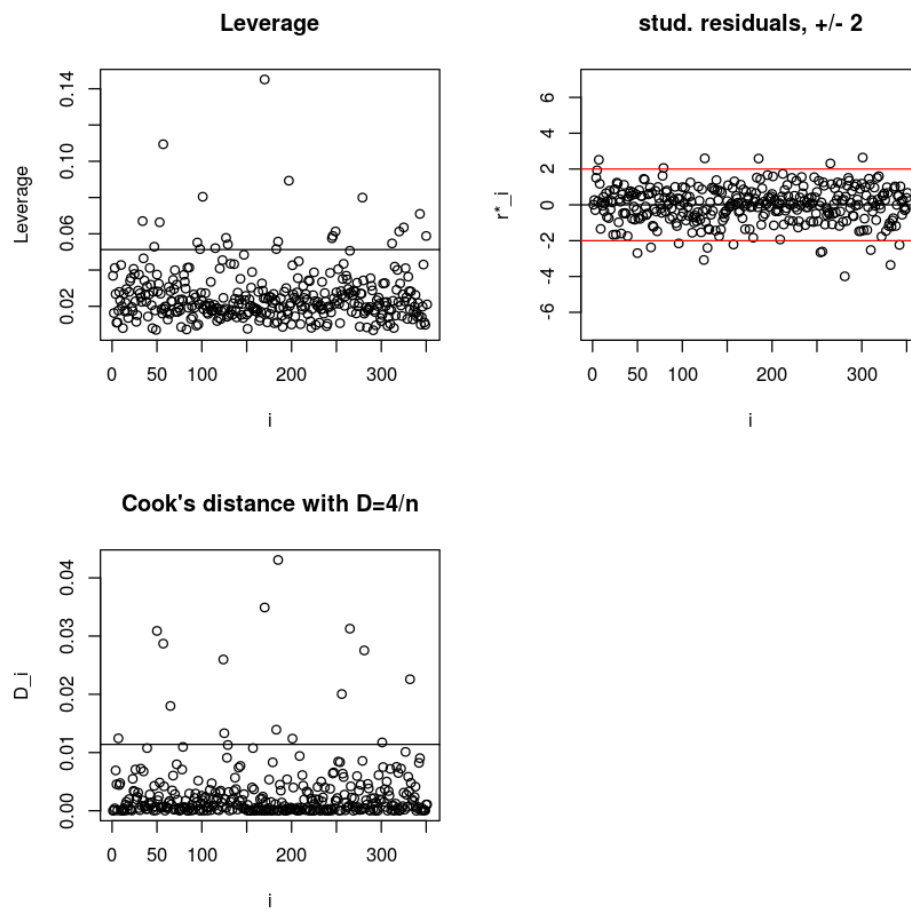 Leverage
Leverage
0.02
0.06
0.10
0.14
0 50 100 200 300
i
stud. residuals, +/- 2
r*_i
-6 -4 -2 0 2 4 6
0 50 100 200 300
i
Cook's distance with D=4/n
D_i
0.00 0.01 0.02 0.03 0.04
0 50 100 200 300
i